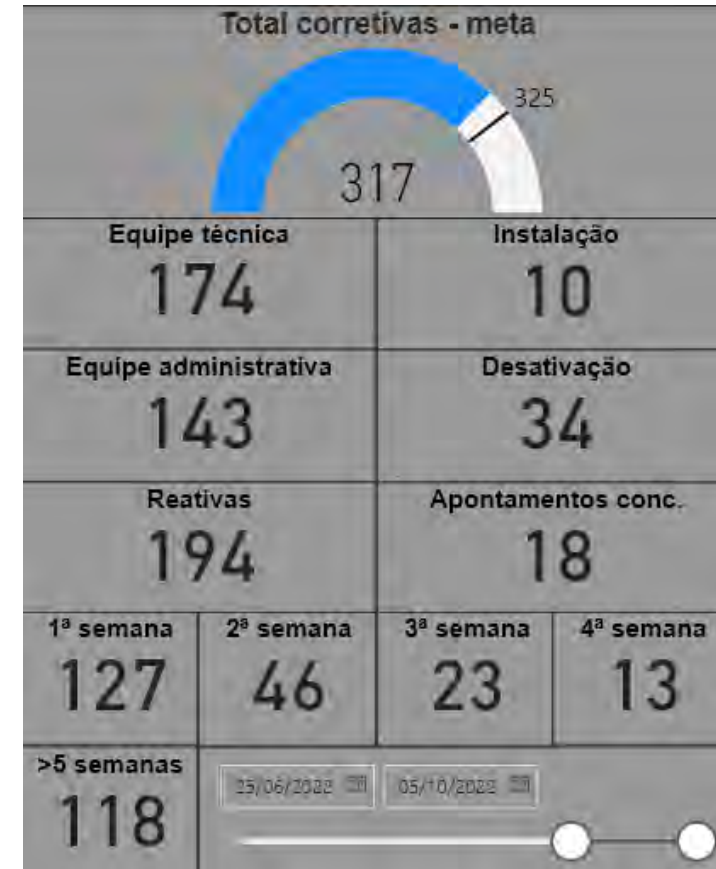 Total corretivas - meta
325
317
Equipe técnica
Instalação
174
10
Equipe administrativa
Desativação
143
34
Reativas
Apontamentos conc.
194
18
1ª semana
2ª semana
3ª semana
4ª semana
127
46
23
13
>5 semanas
118
25/06/2022
05/10/2022